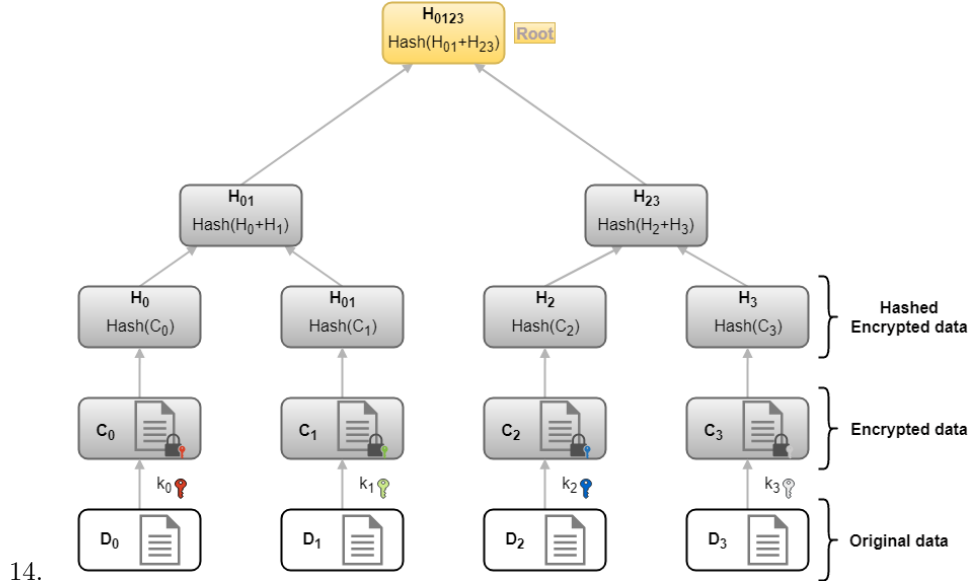 H0123
Hash(H01+H23)
Root
H01
Hash(H0+H1)
H23
Hash(H2+H3)
H0
Hash(C0)
H01
Hash(C1)
H2
Hash(C2)
H3
Hash(C3)
Hashed
Encrypted data
C0
C1
C2
C3
Encrypted data
k0
k1
k2
k3
D0
D1
D2
D3
Original data
14.